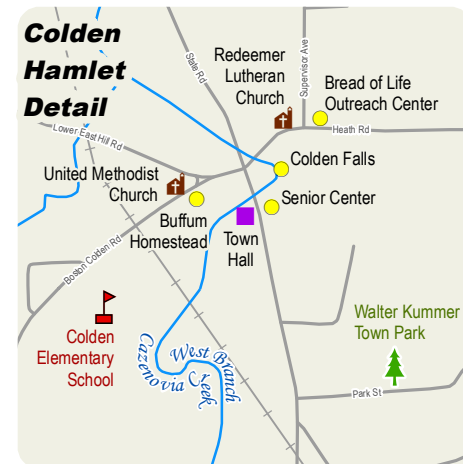 Colden
Hamlet
Detail
State Rd
Supervisor Ave
Redeemer
Lutheran
Church
Bread of Life
Outreach Center
Heath Rd
Lower East Hill Rd
Colden Falls
United Methodist
Church
Senior Center
Buffum
Homestead
Town
Hall
Boston Colden Rd
Colden
Elementary
School
West Branch
Cazenovia Creek
Walter Kummer
Town Park
Park St